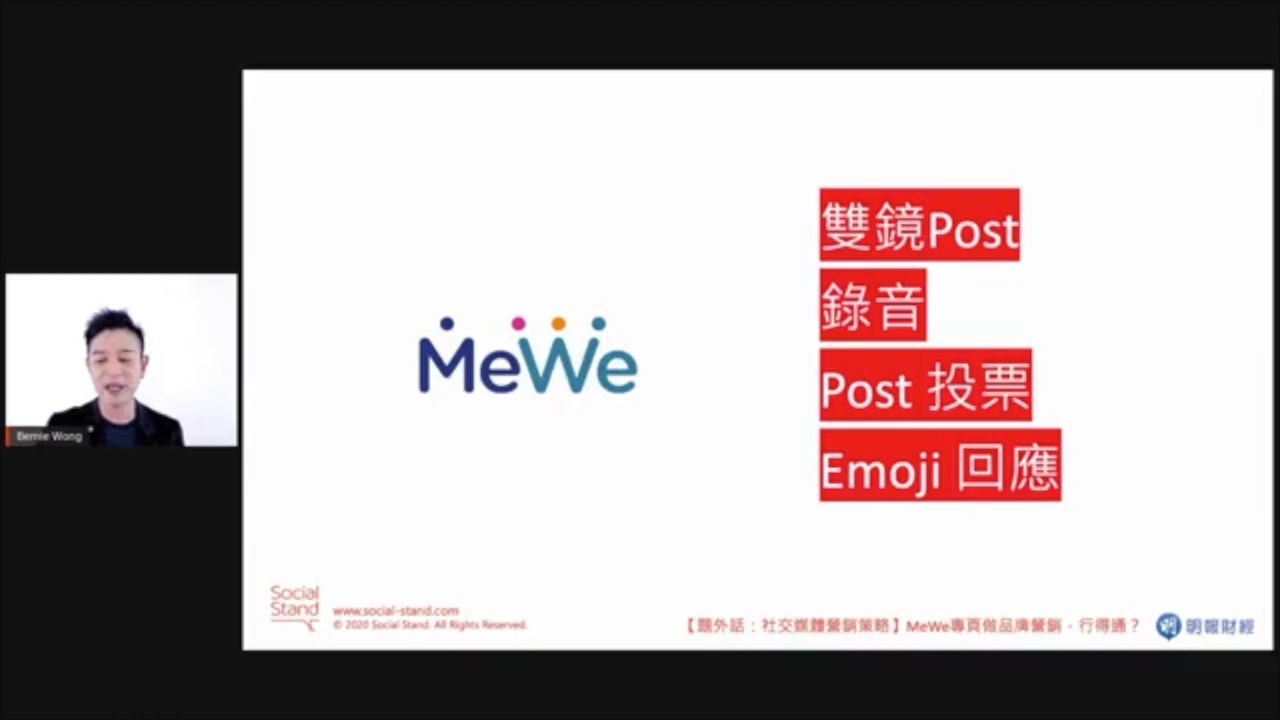 雙鏡Post
錄音
Post 投票
Emoji 回應
MeWe
Bernie Wong
Social
Stand
www.social-stand.com
© 2020 Social Stand. All Rights Reserved.
【題外話：社交媒體營銷策略】MeWe專頁做品牌營銷，行得通？
明報財經